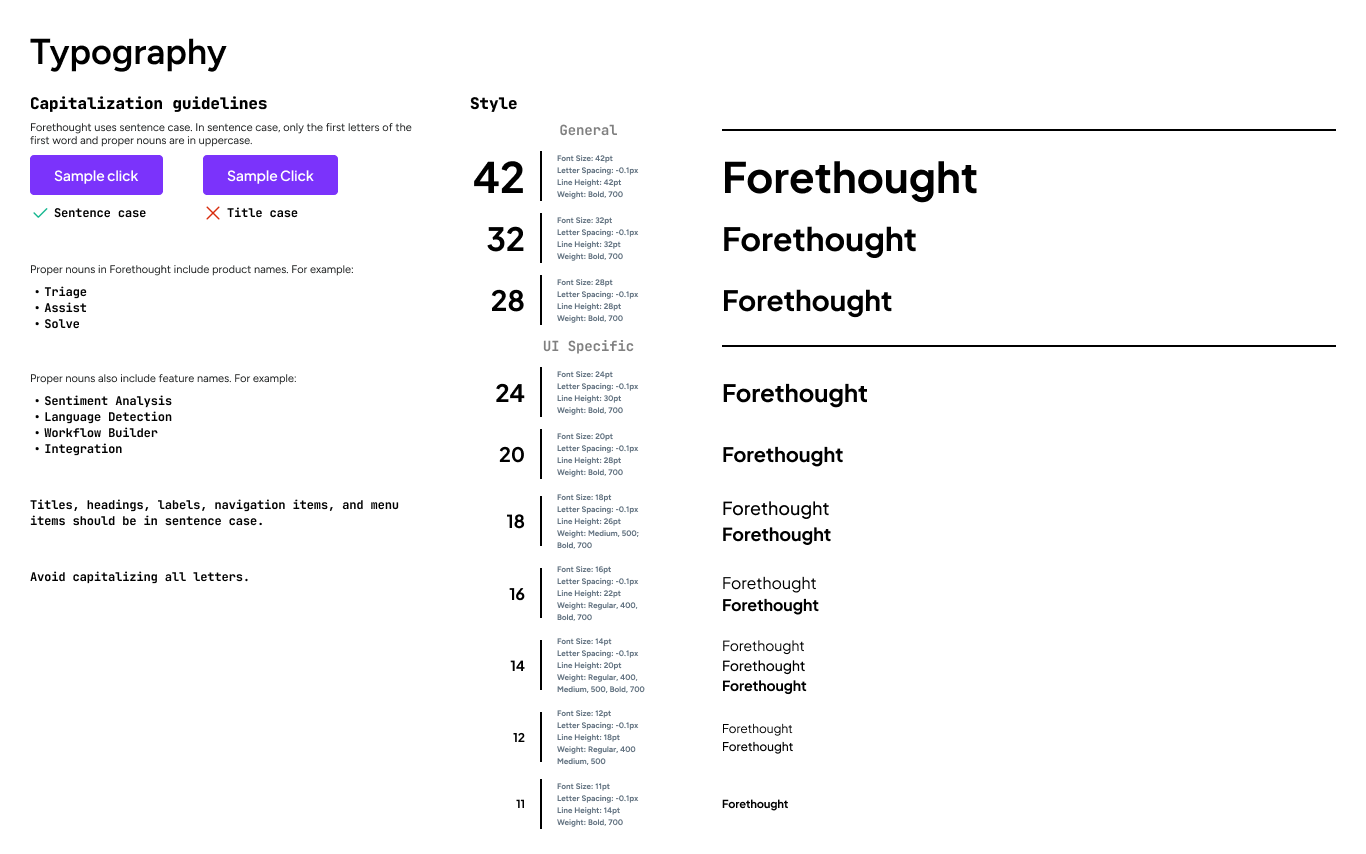 Typography
Capitalization guidelines
Forethought uses sentence case. In sentence case, only the first letters of the
first word and proper nouns are in uppercase.
Sample click
Sample Click
Sentence case
Title case
Proper nouns in Forethought include product names. For example:
• Triage
• Assist
• Solve
Proper nouns also include feature names. For example:
• Sentiment Analysis
• Language Detection
• Workflow Builder
• Integration
Titles, headings, labels, navigation items, and menu
items should be in sentence case.
Avoid capitalizing all letters.
Style
General
42
Font Size: 42pt
Letter Spacing: -0.1px
Line Height: 42pt
Weight: Bold, 700
Forethought
32
Font Size: 32pt
Letter Spacing: -0.1px
Line Height: 32pt
Weight: Bold, 700
Forethought
28
Font Size: 28pt
Letter Spacing: -0.1px
Line Height: 28pt
Weight: Bold, 700
Forethought
UI Specific
24
Font Size: 24pt
Letter Spacing: -0.1px
Line Height: 30pt
Weight: Bold, 700
Forethought
20
Font Size: 20pt
Letter Spacing: -0.1px
Line Height: 28pt
Weight: Bold, 700
Forethought
18
Font Size: 18pt
Letter Spacing: -0.1px
Line Height: 26pt
Weight: Medium, 500;
Bold, 700
Forethought
Forethought
16
Font Size: 16pt
Letter Spacing: -0.1px
Line Height: 22pt
Weight: Regular, 400,
Bold, 700
Forethought
Forethought
14
Font Size: 14pt
Letter Spacing: -0.1px
Line Height: 20pt
Weight: Regular, 400,
Medium, 500, Bold, 700
Forethought
Forethought
Forethought
12
Font Size: 12pt
Letter Spacing: -0.1px
Line Height: 18pt
Weight: Regular, 400
Medium, 500
Forethought
Forethought
11
Font Size: 11pt
Letter Spacing: -0.1px
Line Height: 14pt
Weight: Bold, 700
Forethought